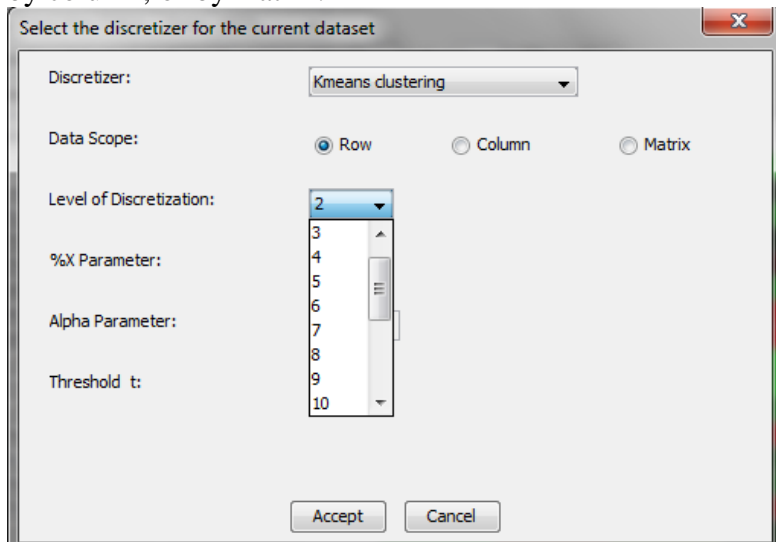 Select the discretizer for the current dataset
Discretizer: Kmeans clustering
Data Scope: Row Column Matrix
Level of Discretization: 2
3
4
%X Parameter:
5
6
Alpha Parameter:
7
8
Threshold t:
9
10
Accept Cancel